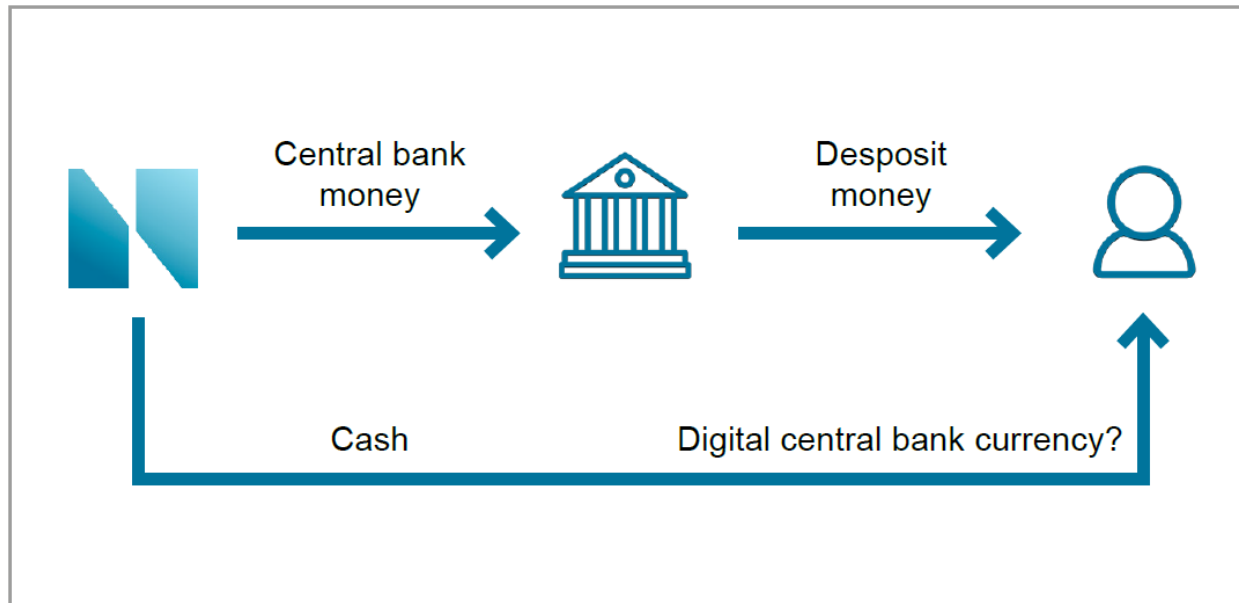 Central bank
money
Desposit
money
Cash
Digital central bank currency?